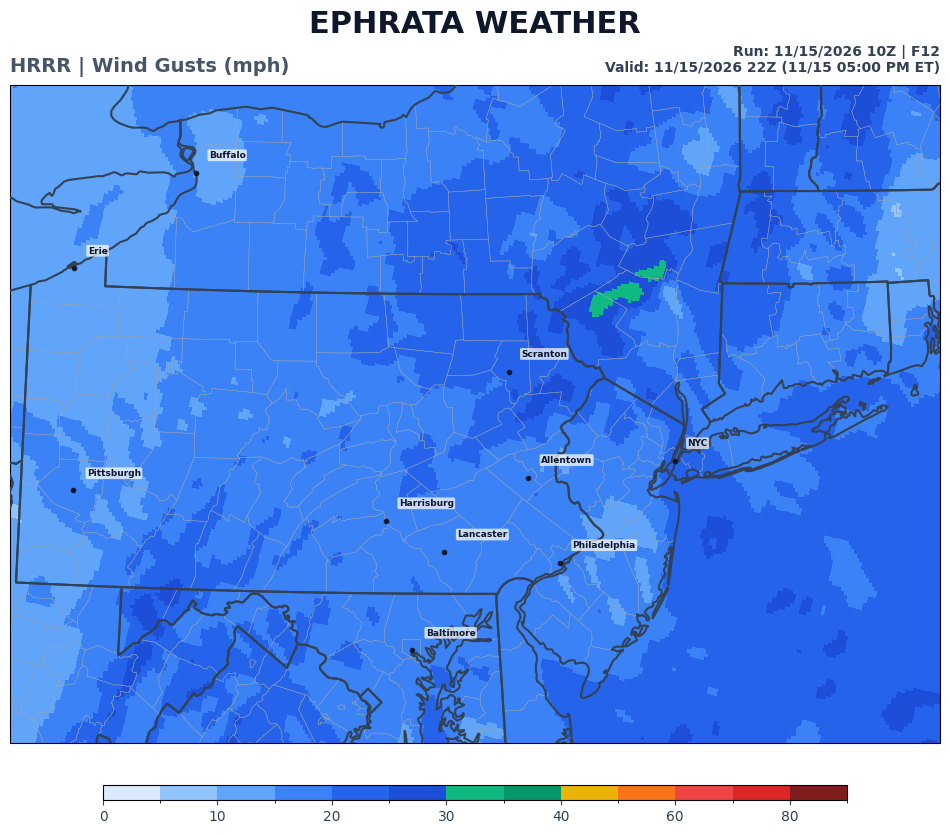 EPHRATA WEATHER
HRRR | Wind Gusts (mph)
Run: 11/15/2026 10Z | F12
Valid: 11/15/2026 22Z (11/15 05:00 PM ET)
Buffalo
Erie
Scranton
NYC
Allentown
Pittsburgh
Harrisburg
Lancaster
Philadelphia
Baltimore
0 10 20 30 40 50 60 70 80